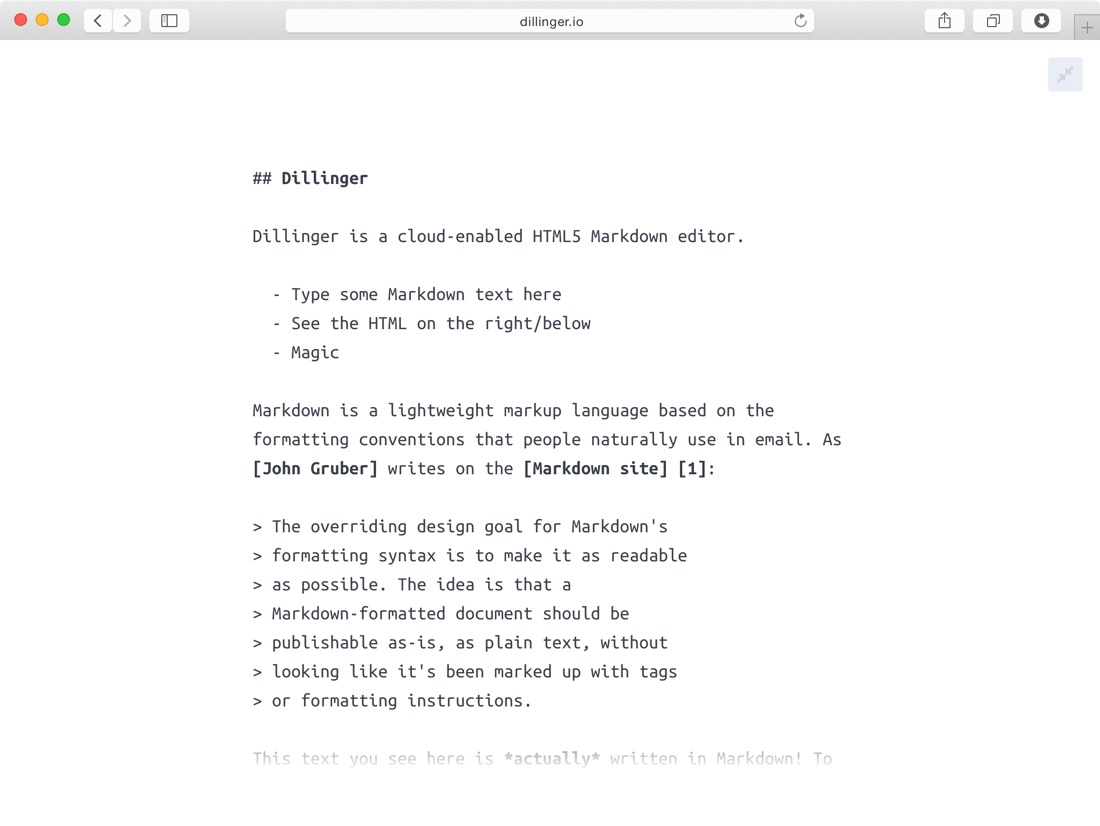 dillinger.io
## Dillinger
Dillinger is a cloud-enabled HTML5 Markdown editor.
- Type some Markdown text here
- See the HTML on the right/below
- Magic
Markdown is a lightweight markup language based on the
formatting conventions that people naturally use in email. As
[John Gruber] writes on the [Markdown site] [1]:
> The overriding design goal for Markdown's
> formatting syntax is to make it as readable
> as possible. The idea is that a
> Markdown-formatted document should be
> publishable as-is, as plain text, without
> looking like it's been marked up with tags
> or formatting instructions.
This text you see here is *actually* written in Markdown! To